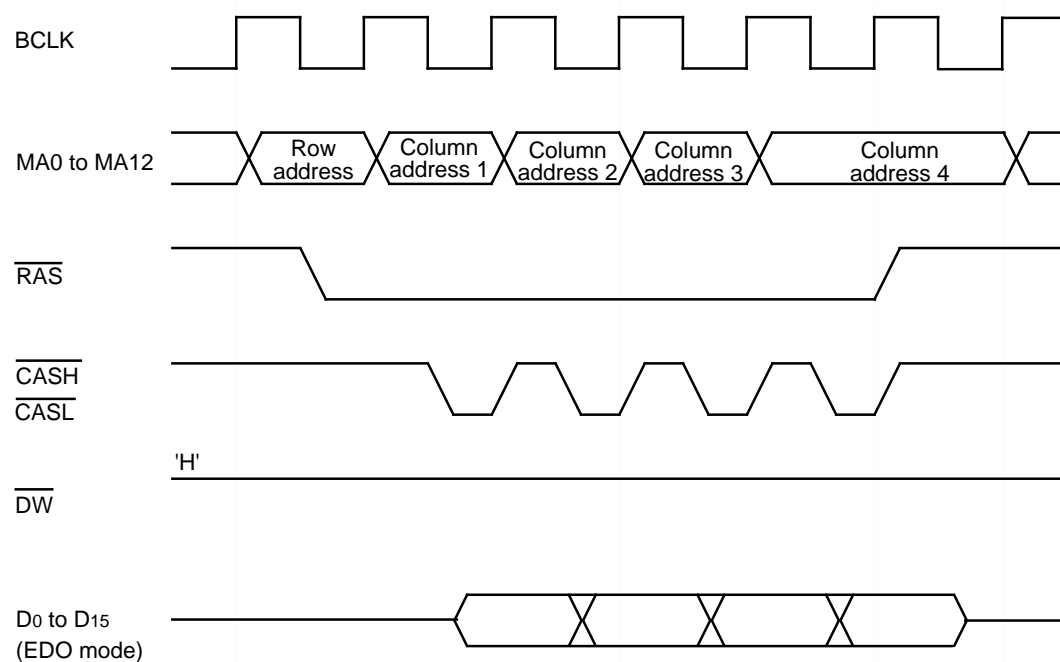 BCLK
MA0 to MA12
Row
address
Column
address 1
Column
address 2
Column
address 3
Column
address 4
RAS
CASH
CASL
'H'
DW
D0 to D15
(EDO mode)